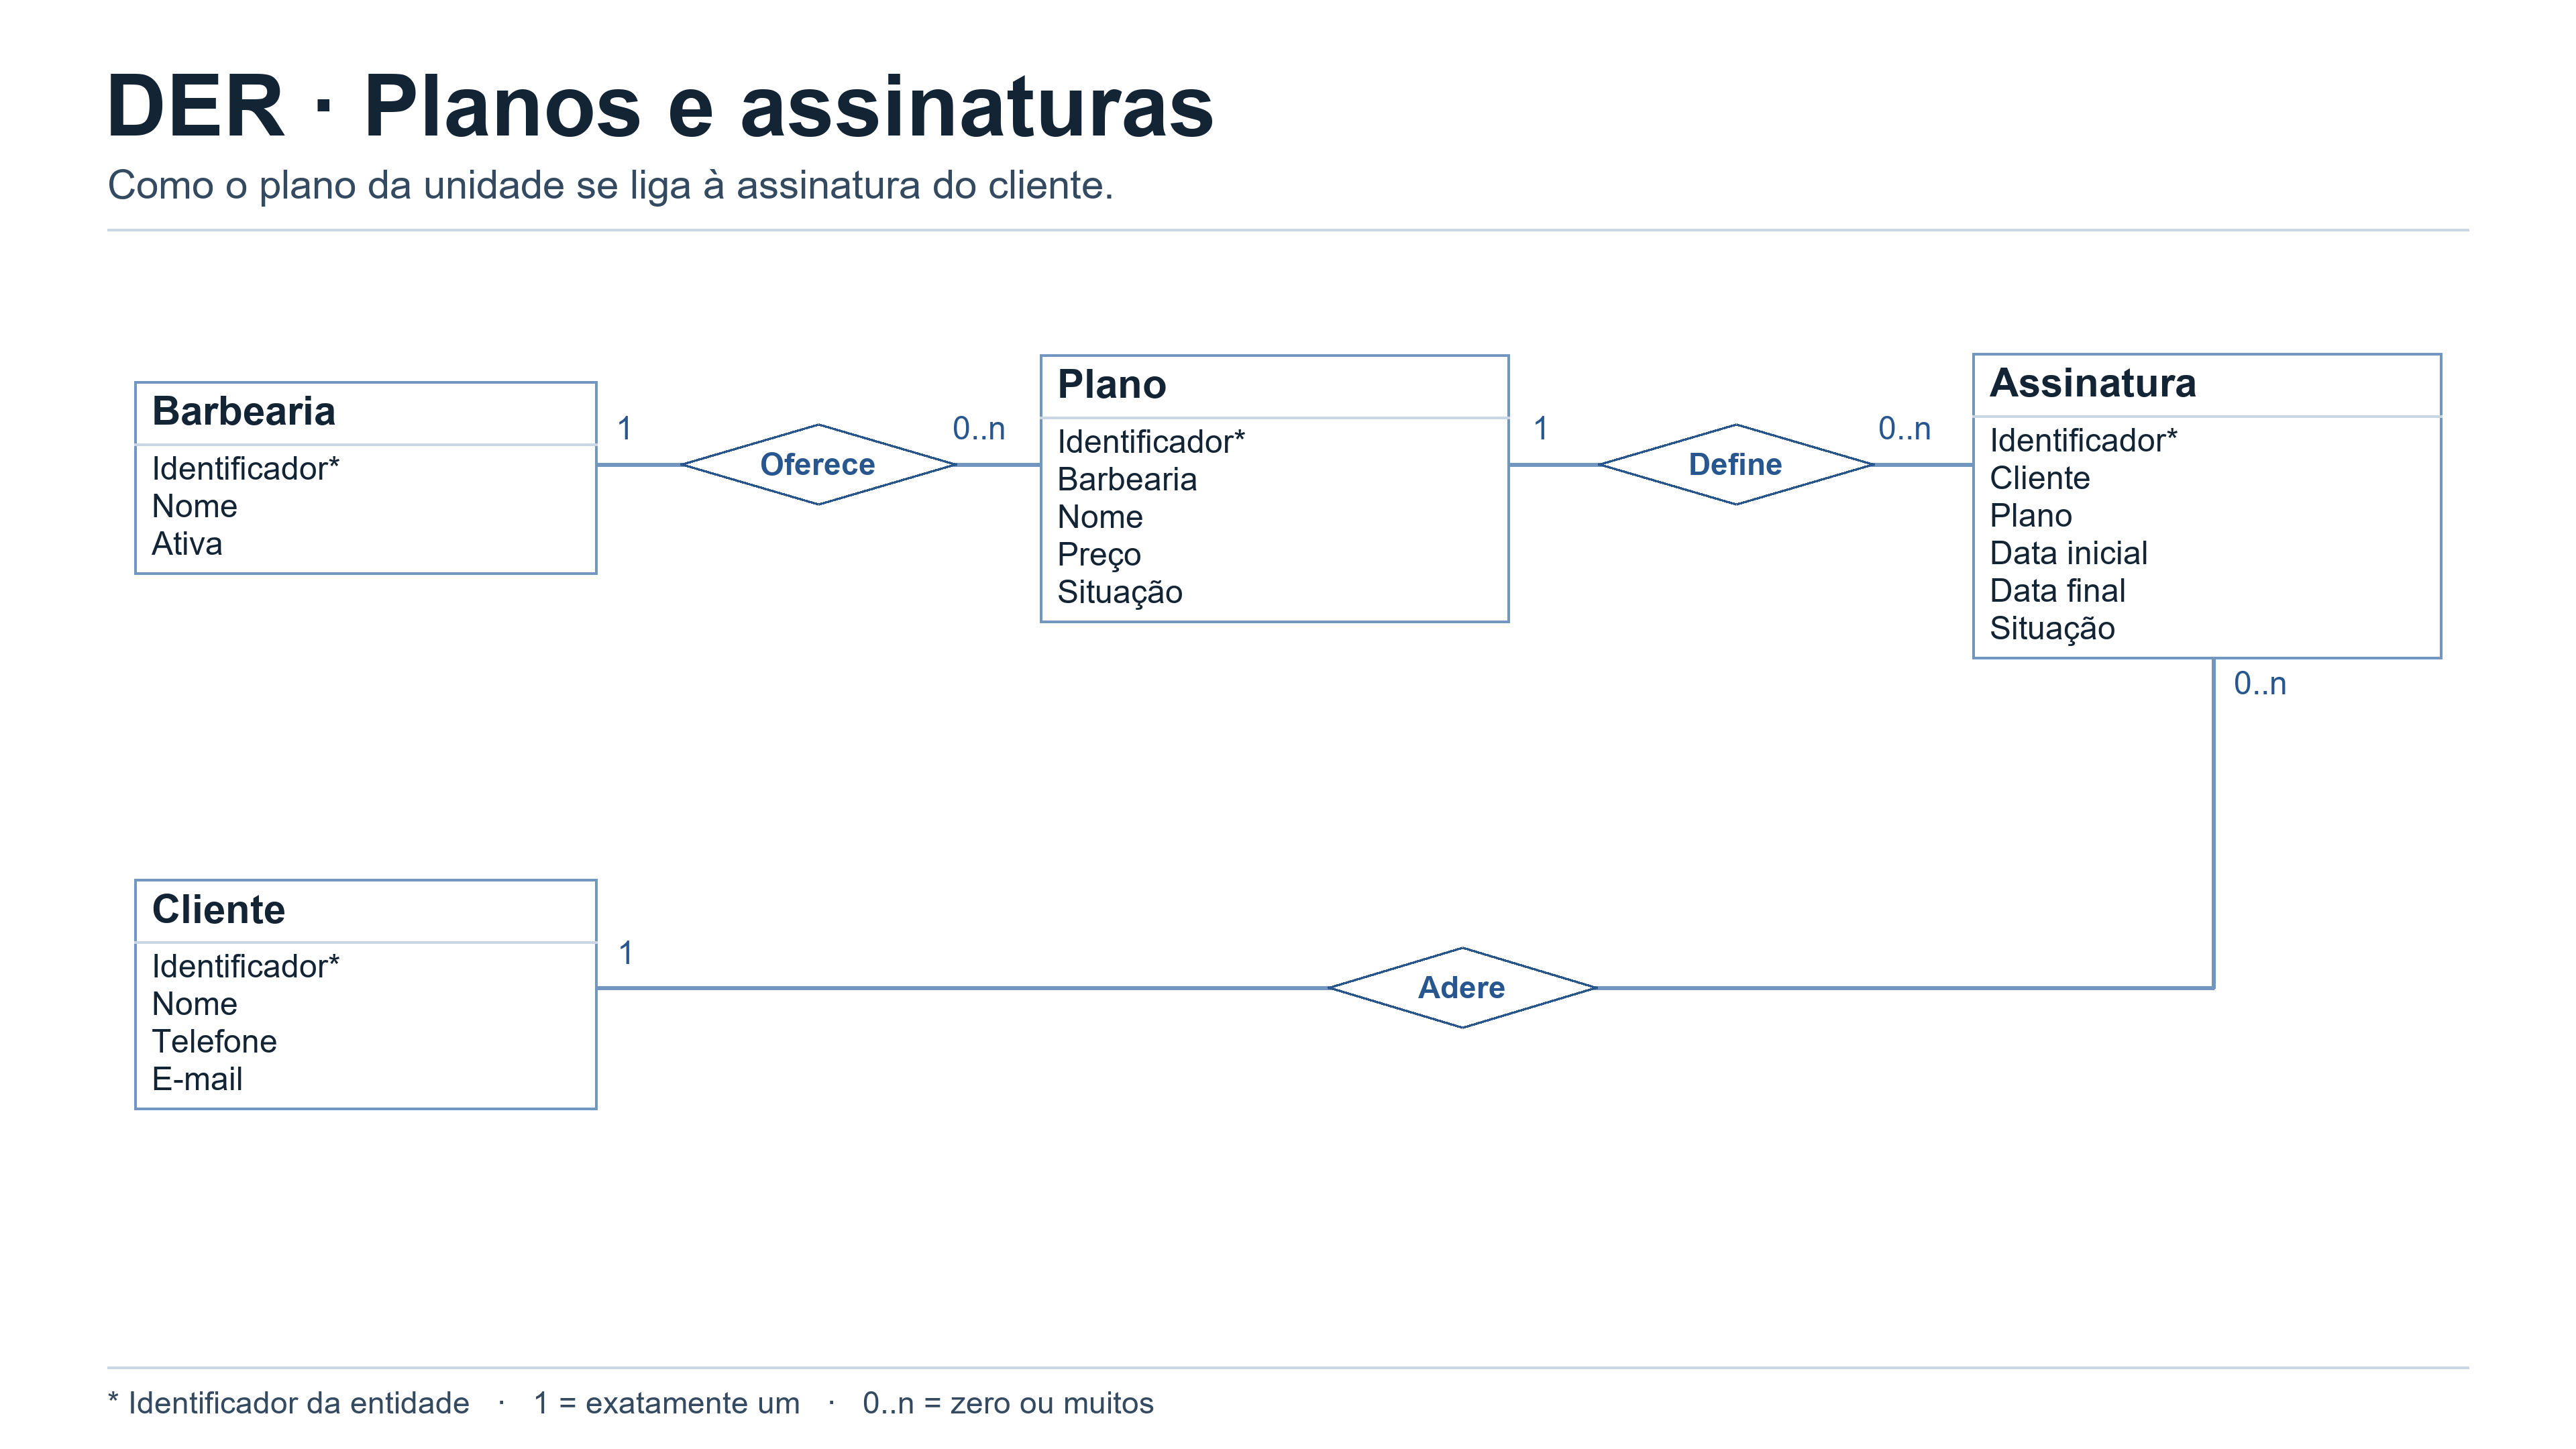 DER · Planos e assinaturas
Como o plano da unidade se liga à assinatura do cliente.
Barbearia
Identificador*
Nome
Ativa
1
Oferece
0..n
Plano
Identificador*
Barbearia
Nome
Preço
Situação
1
Define
0..n
Assinatura
Identificador*
Cliente
Plano
Data inicial
Data final
Situação
0..n
Cliente
Identificador*
Nome
Telefone
E-mail
1
Adere
* Identificador da entidade · 1 = exatamente um · 0..n = zero ou muitos